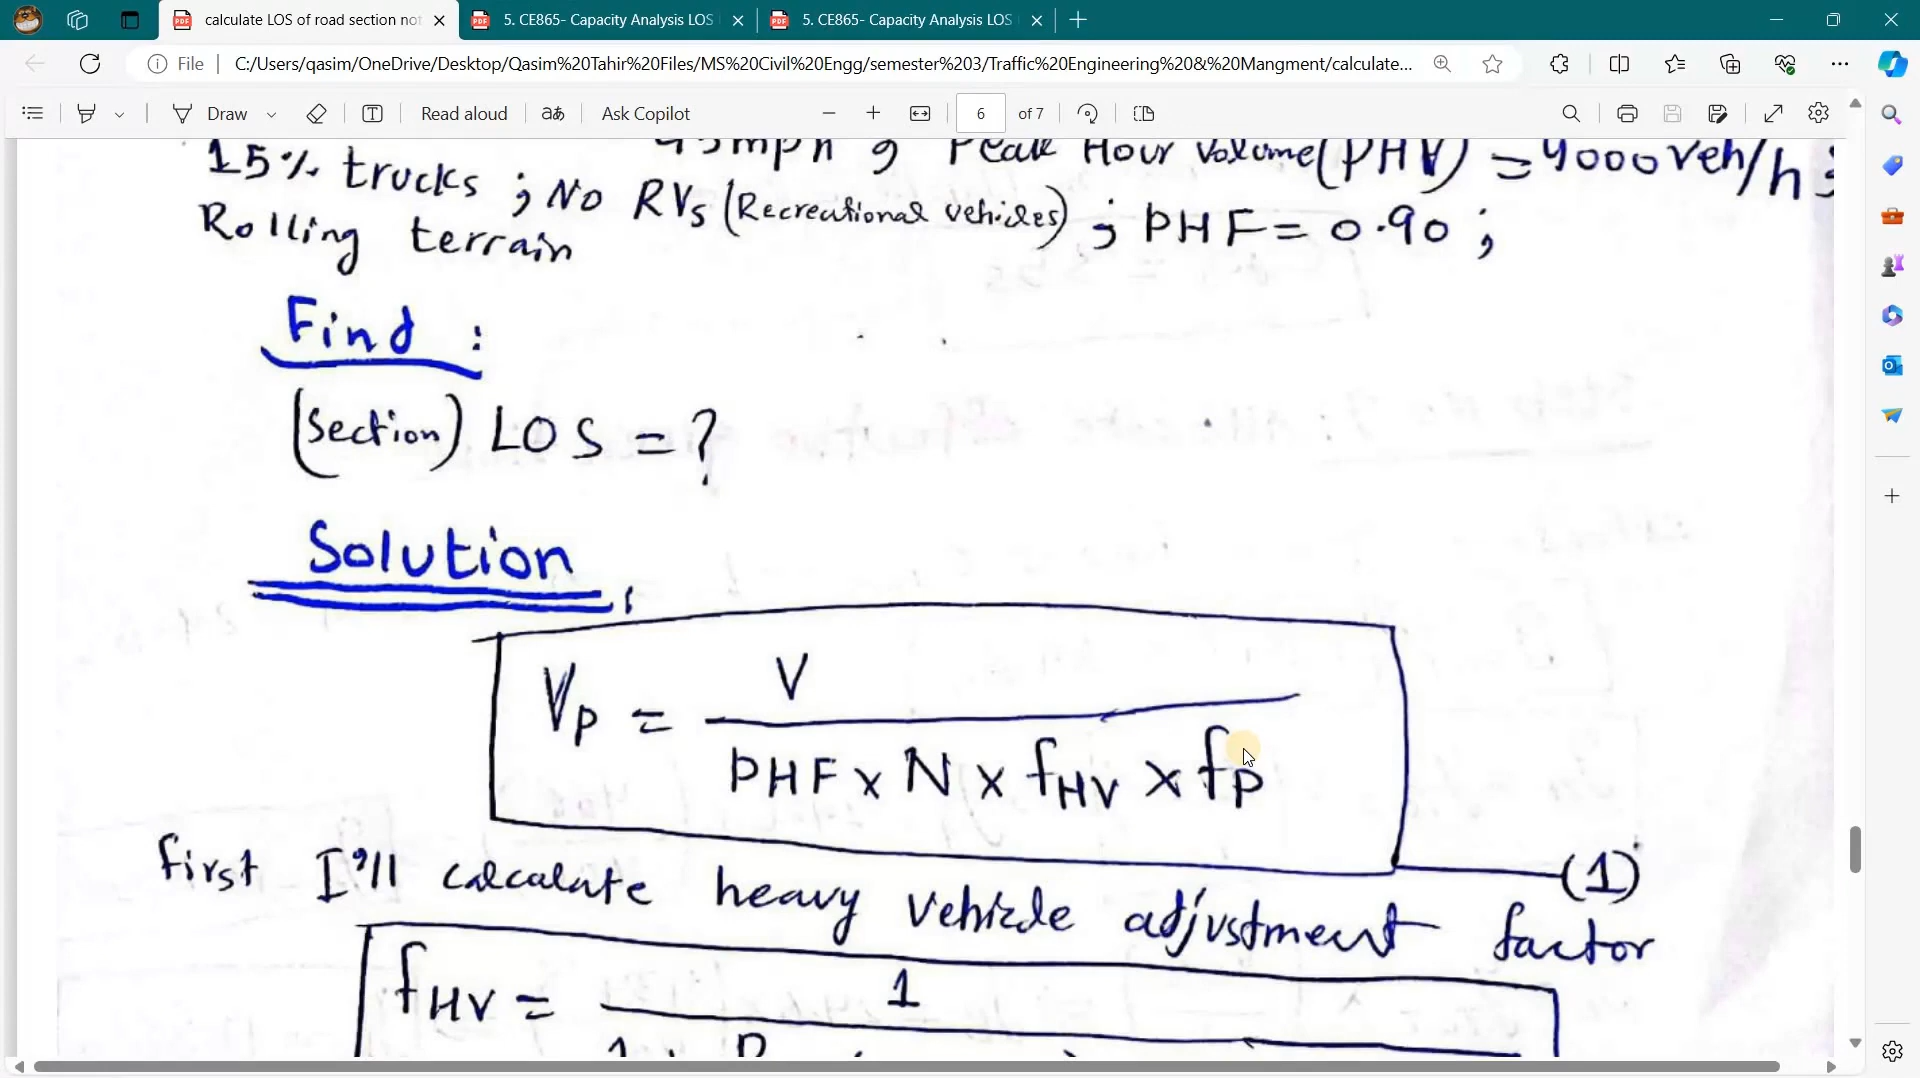 calculate LOS of road section not
5. CE865- Capacity Analysis LOS
5. CE865- Capacity Analysis LOS
File
C:/Users/qasim/OneDrive/Desktop/Qasim%20Tahir%20Files/MS%20Civil%20Engg/semester%203/Traffic%20Engineering%20&%20Mangment/calculate...
Draw
Read aloud
aあ
Ask Copilot
6 of 7
45mph ; Peak Hour Volume(PHV) = 4000 veh/h ;
15% trucks ; No RVs (Recreational vehicles) ; PHF = 0.90 ;
Rolling terrain
Find :
(Section) LOS = ?
Solution
Vp = V
PHF x N x fHV x fp
(1)
first I'll calculate heavy vehicle adjustment factor
fHV = 1